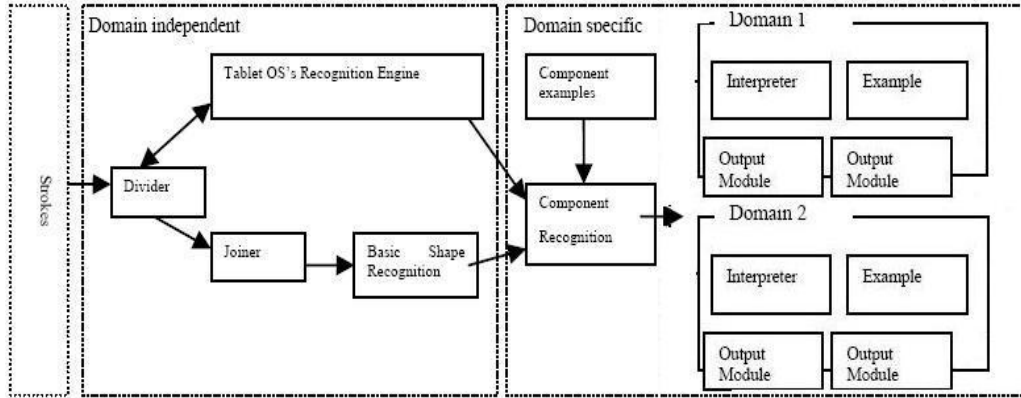 Strokes
Domain independent
Tablet OS's Recognition Engine
Divider
Joiner
Basic Shape
Recognition
Domain specific
Component
examples
Component
Recognition
Domain 1
Interpreter
Example
Output
Module
Output
Module
Domain 2
Interpreter
Example
Output
Module
Output
Module